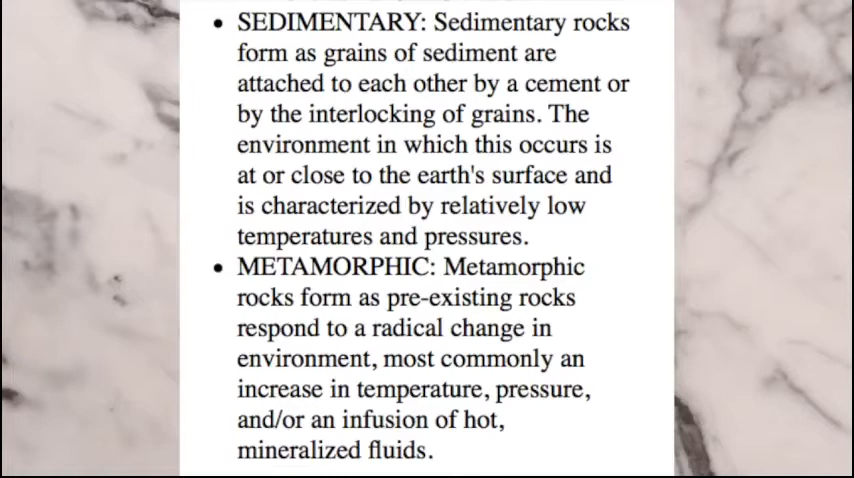 • SEDIMENTARY: Sedimentary rocks
form as grains of sediment are
attached to each other by a cement or
by the interlocking of grains. The
environment in which this occurs is
at or close to the earth's surface and
is characterized by relatively low
temperatures and pressures.
• METAMORPHIC: Metamorphic
rocks form as pre-existing rocks
respond to a radical change in
environment, most commonly an
increase in temperature, pressure,
and/or an infusion of hot,
mineralized fluids.